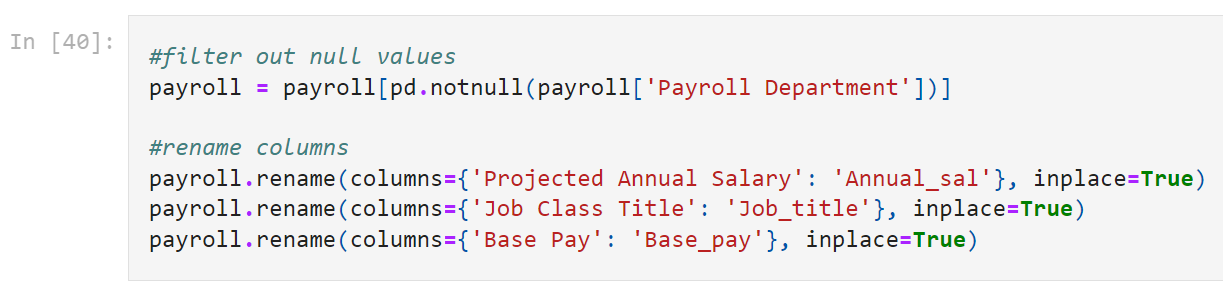 In [40]:
#filter out null values
payroll = payroll[pd.notnull(payroll['Payroll Department'])]
#rename columns
payroll.rename(columns={'Projected Annual Salary': 'Annual_sal'}, inplace=True)
payroll.rename(columns={'Job Class Title': 'Job_title'}, inplace=True)
payroll.rename(columns={'Base Pay': 'Base_pay'}, inplace=True)